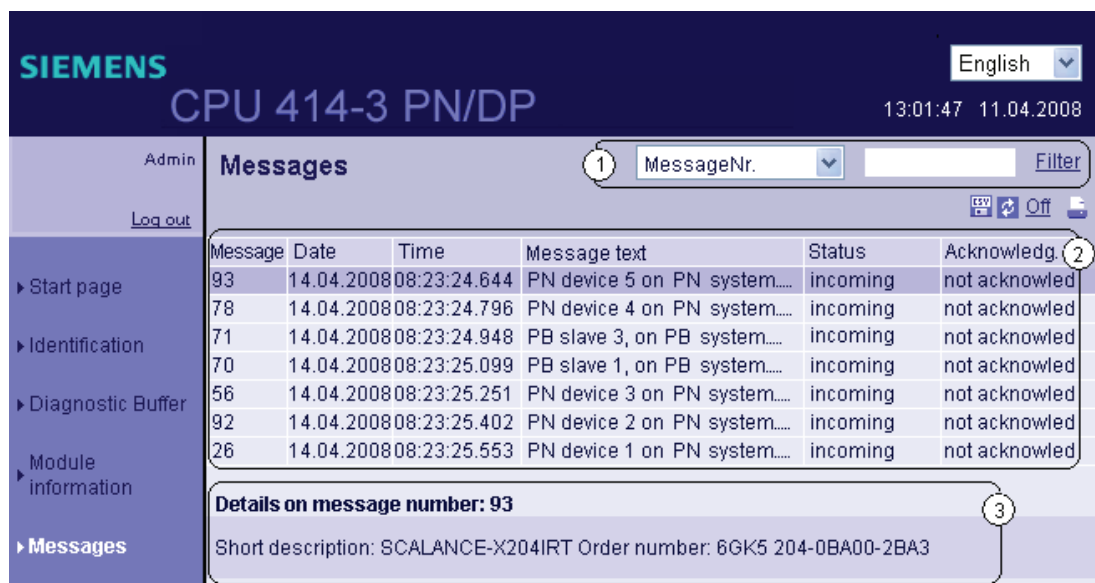 SIEMENS
English
CPU 414-3 PN/DP
13:01:47 11.04.2008
Admin
Messages
1
MessageNr.
Filter
Log out
CSV
Off
Message Date Time Message text Status Acknowledg.
2
93 14.04.2008 08:23:24.644 PN device 5 on PN system..... incoming not acknowled
78 14.04.2008 08:23:24.796 PN device 4 on PN system..... incoming not acknowled
71 14.04.2008 08:23:24.948 PB slave 3, on PB system..... incoming not acknowled
70 14.04.2008 08:23:25.099 PB slave 1, on PB system..... incoming not acknowled
56 14.04.2008 08:23:25.251 PN device 3 on PN system..... incoming not acknowled
92 14.04.2008 08:23:25.402 PN device 2 on PN system..... incoming not acknowled
26 14.04.2008 08:23:25.553 PN device 1 on PN system..... incoming not acknowled
Start page
Identification
Diagnostic Buffer
Module
information
Messages
Details on message number: 93
3
Short description: SCALANCE-X204IRT Order number: 6GK5 204-0BA00-2BA3